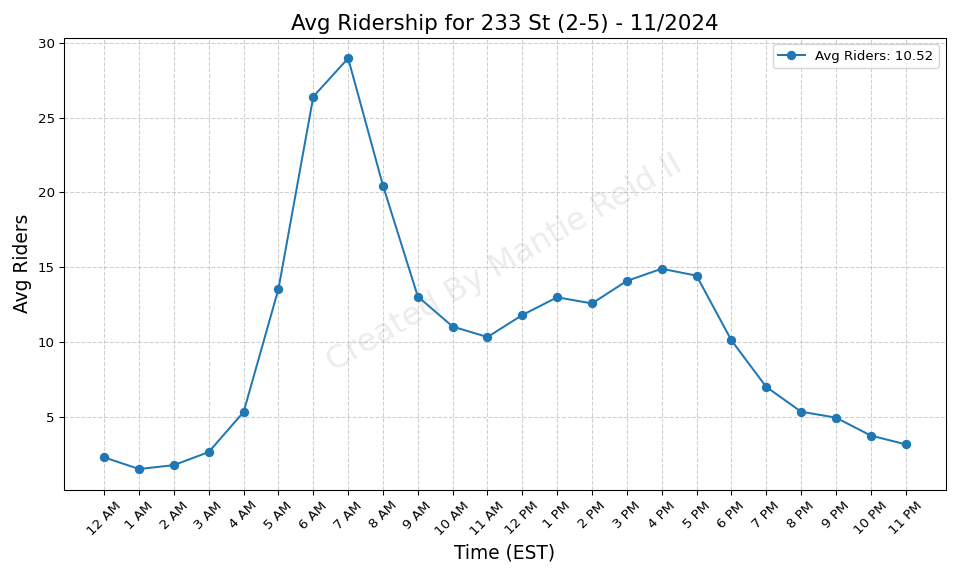 Avg Ridership for 233 St (2-5) - 11/2024
Avg Riders: 10.52
30
25
20
15
10
5
Avg Riders
Created By Mantie Reid II
12 AM
1 AM
2 AM
3 AM
4 AM
5 AM
6 AM
7 AM
8 AM
9 AM
10 AM
11 AM
12 PM
1 PM
2 PM
3 PM
4 PM
5 PM
6 PM
7 PM
8 PM
9 PM
10 PM
11 PM
Time (EST)